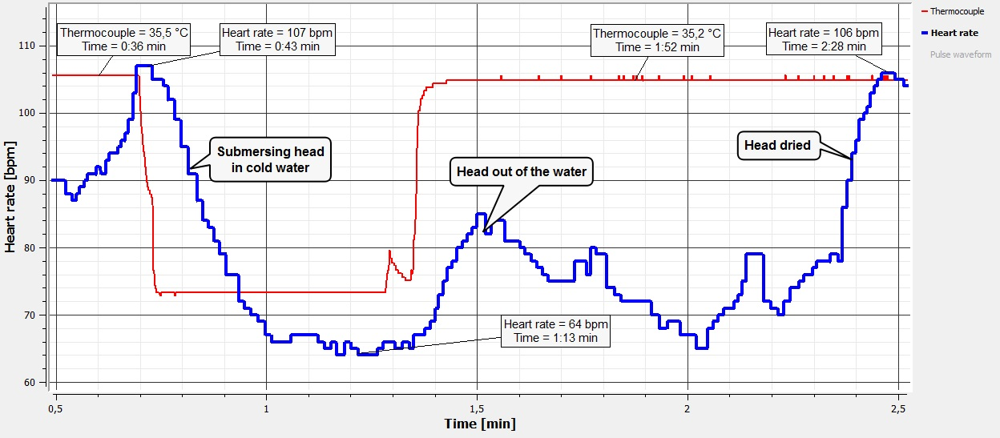 Thermocouple
Heart rate
Pulse waveform
Thermocouple = 35,5 °C
Time = 0:36 min
Heart rate = 107 bpm
Time = 0:43 min
Thermocouple = 35,2 °C
Time = 1:52 min
Heart rate = 106 bpm
Time = 2:28 min
Submersing head
in cold water
Head out of the water
Head dried
Heart rate = 64 bpm
Time = 1:13 min
Heart rate [bpm]
110
100
90
80
70
60
0,5
1
1,5
2
2,5
Time [min]